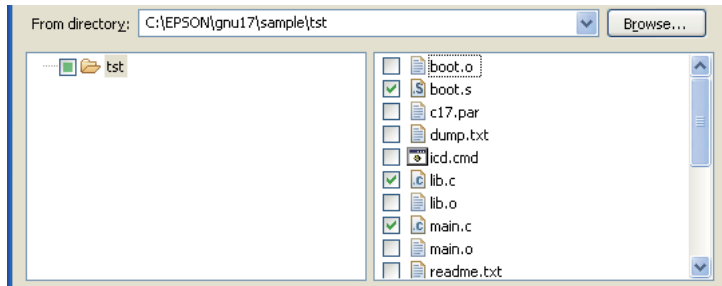 From directory: C:\EPSON\gnu17\sample\tst Browse...
tst
boot.o
boot.s
c17.par
dump.txt
icd.cmd
lib.c
lib.o
main.c
main.o
readme.txt